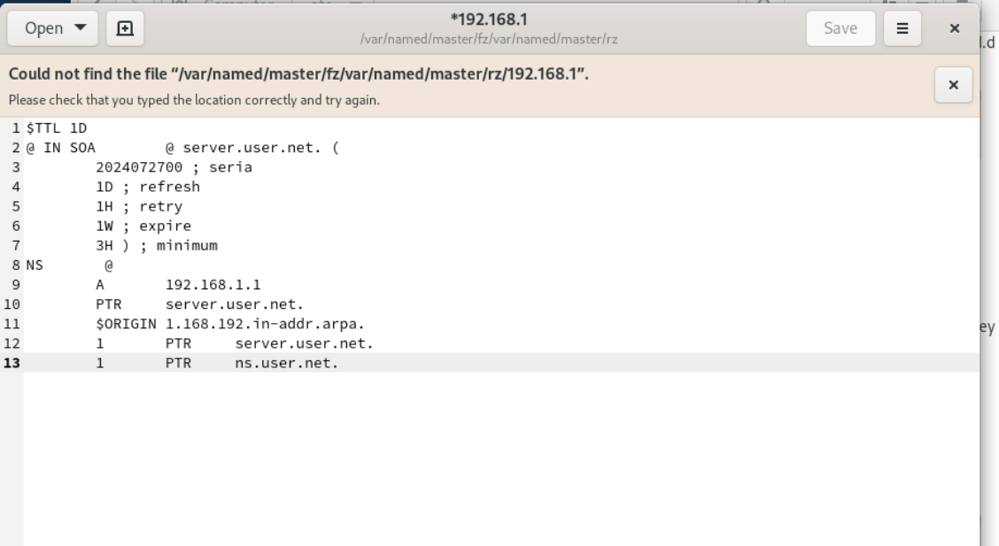 Open
*192.168.1
/var/named/master/fz/var/named/master/rz
Save
Could not find the file “/var/named/master/fz/var/named/master/rz/192.168.1”.
Please check that you typed the location correctly and try again.
1 $TTL 1D
2 @ IN SOA        @ server.user.net. (
3         2024072700 ; seria
4         1D ; refresh
5         1H ; retry
6         1W ; expire
7         3H ) ; minimum
8 NS       @
9         A       192.168.1.1
10         PTR     server.user.net.
11         $ORIGIN 1.168.192.in-addr.arpa.
12         1       PTR     server.user.net.
13         1       PTR     ns.user.net.
l.d
ey